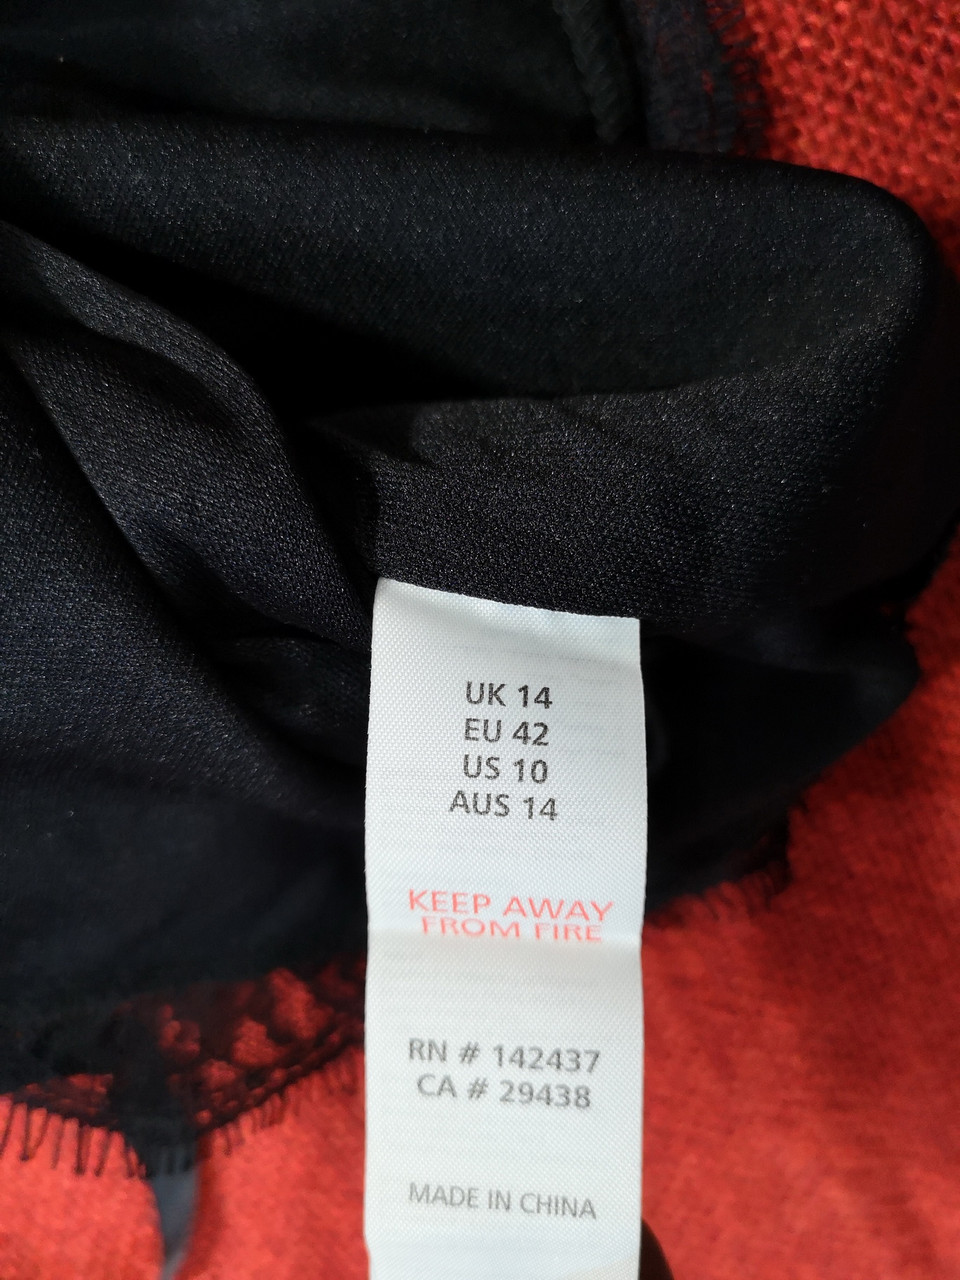 UK 14
EU 42
US 10
AUS 14
KEEP AWAY
FROM FIRE
RN # 142437
CA # 29438
MADE IN CHINA